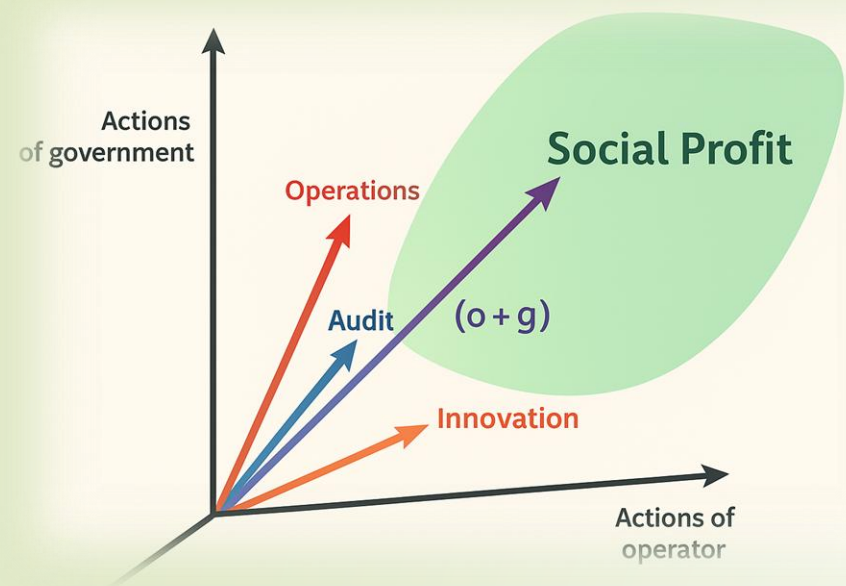 Actions
of government
Operations
Social Profit
Audit
(o + g)
Innovation
Actions of
operator